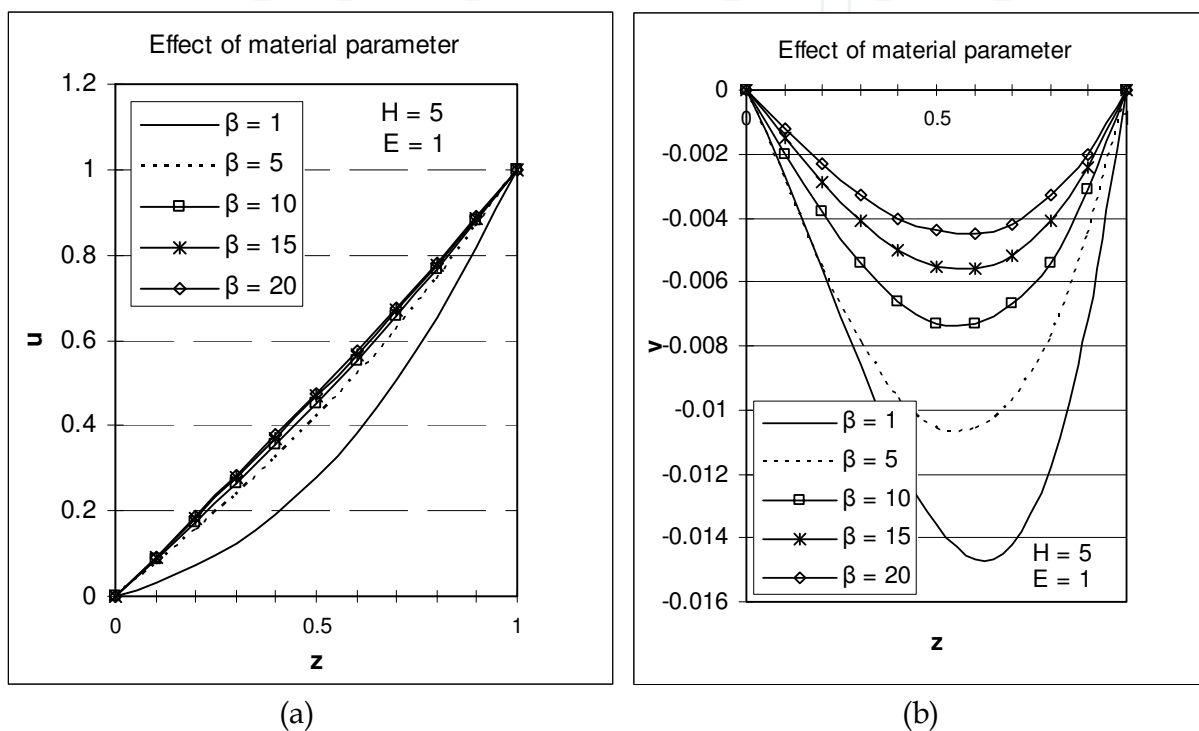 Effect of material parameter
1.2
1
0.8
0.6
0.4
0.2
0
u
β = 1
β = 5
β = 10
β = 15
β = 20
H = 5
E = 1
0
0.5
1
z
(a)
Effect of material parameter
0
-0.002
-0.004
-0.006
-0.008
-0.01
-0.012
-0.014
-0.016
v
0
0.5
1
β = 1
β = 5
β = 10
β = 15
β = 20
H = 5
E = 1
z
(b)